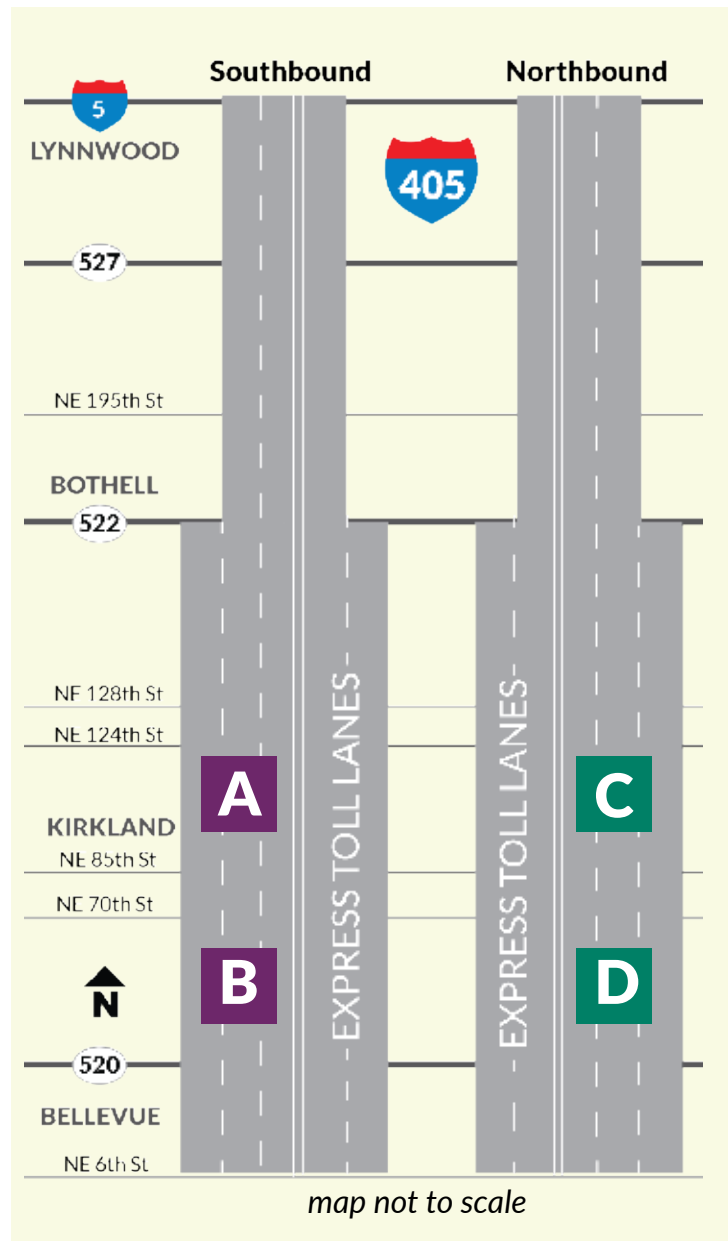 Southbound Northbound
5
LYNNWOOD
405
527
NE 195th St
BOTHELL
522
NE 128th St
NE 124th St
EXPRESS TOLL LANES
EXPRESS TOLL LANES
A C
KIRKLAND
NE 85th St
NE 70th St
B D
N
520
BELLEVUE
NE 6th St
map not to scale